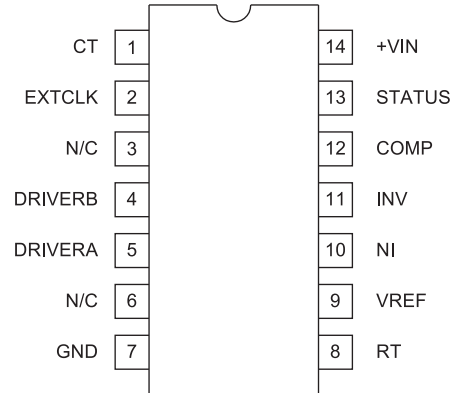 CT 1 14 +VIN
EXTCLK 2 13 STATUS
N/C 3 12 COMP
DRIVERB 4 11 INV
DRIVERA 5 10 NI
N/C 6 9 VREF
GND 7 8 RT